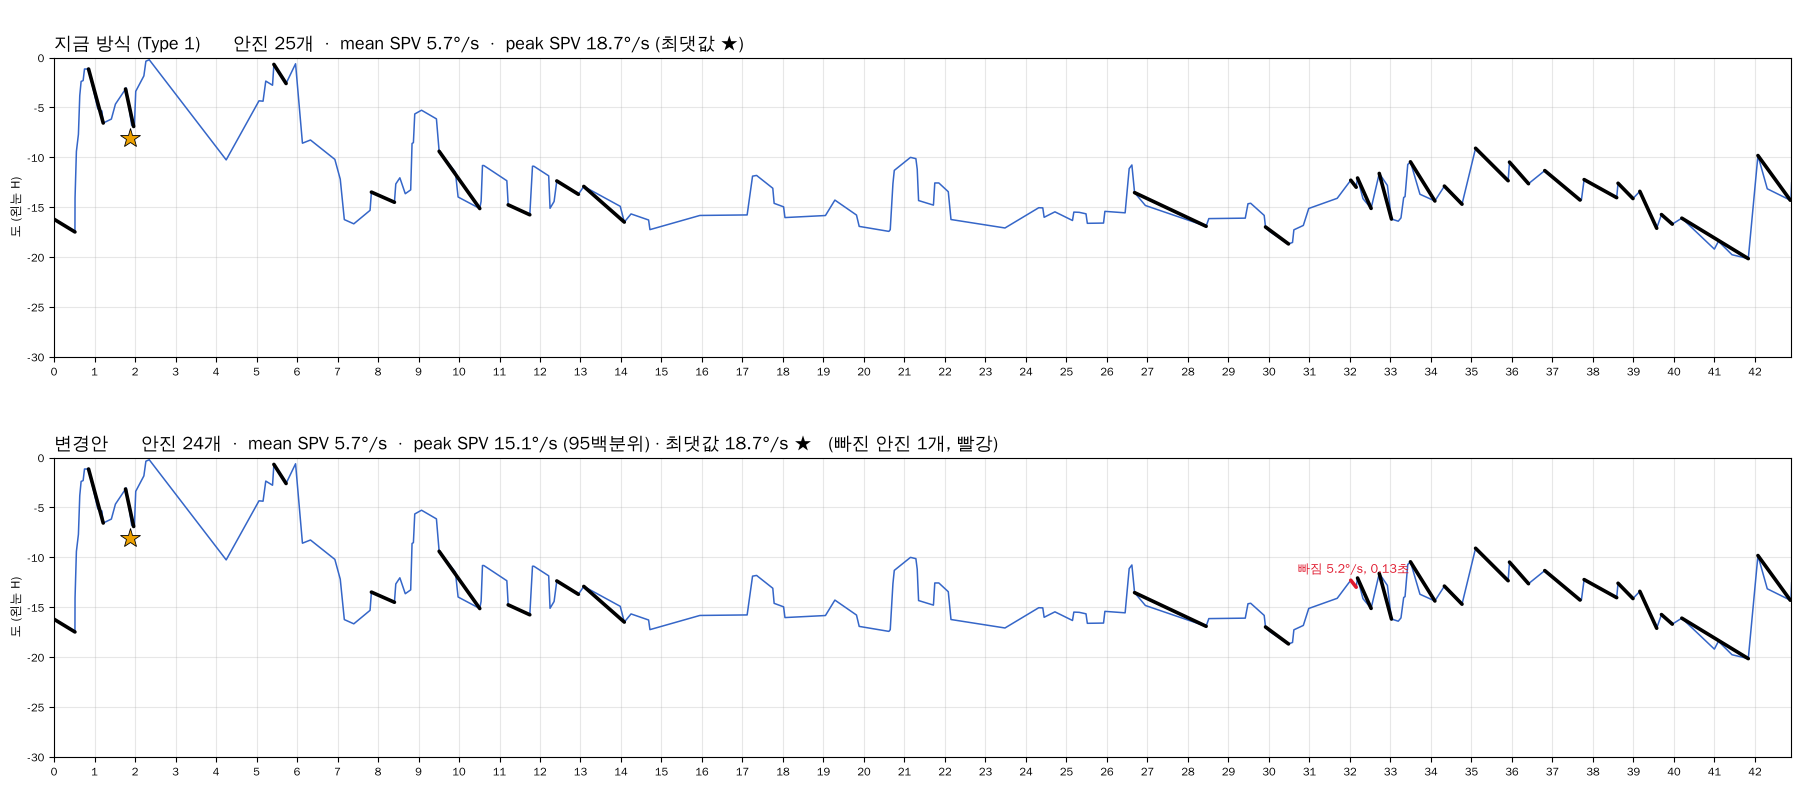 지금 방식 (Type 1)      안진 25개  ·  mean SPV 5.7°/s  ·  peak SPV 18.7°/s (최댓값 ★)
0
-5
-10
-15
-20
-25
-30
도 (왼눈 H)
0 1 2 3 4 5 6 7 8 9 10 11 12 13 14 15 16 17 18 19 20 21 22 23 24 25 26 27 28 29 30 31 32 33 34 35 36 37 38 39 40 41 42
변경안      안진 24개  ·  mean SPV 5.7°/s  ·  peak SPV 15.1°/s (95백분위) · 최댓값 18.7°/s ★   (빠진 안진 1개, 빨강)
0
-5
-10
빠짐 5.2°/s, 0.13초
-15
-20
-25
-30
도 (왼눈 H)
0 1 2 3 4 5 6 7 8 9 10 11 12 13 14 15 16 17 18 19 20 21 22 23 24 25 26 27 28 29 30 31 32 33 34 35 36 37 38 39 40 41 42